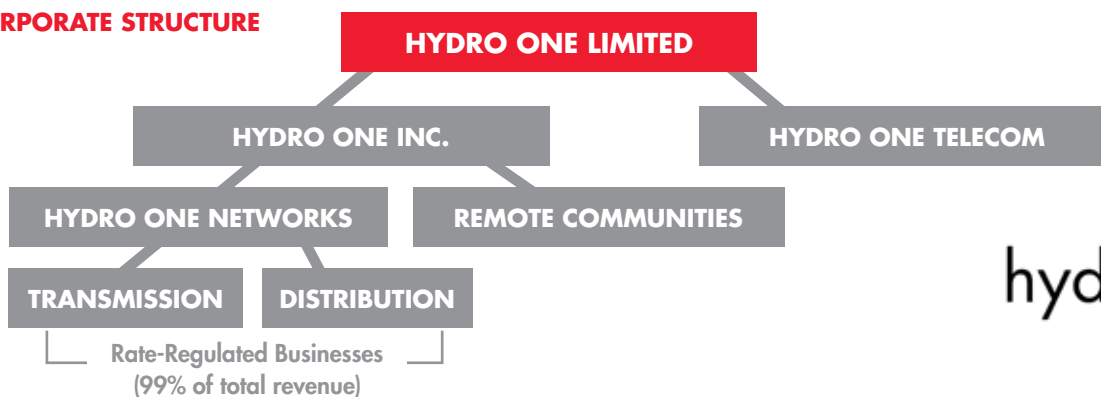 RPORATE STRUCTURE
HYDRO ONE LIMITED
HYDRO ONE INC.
HYDRO ONE TELECOM
HYDRO ONE NETWORKS
REMOTE COMMUNITIES
TRANSMISSION
DISTRIBUTION
Rate-Regulated Businesses
(99% of total revenue)
hyd